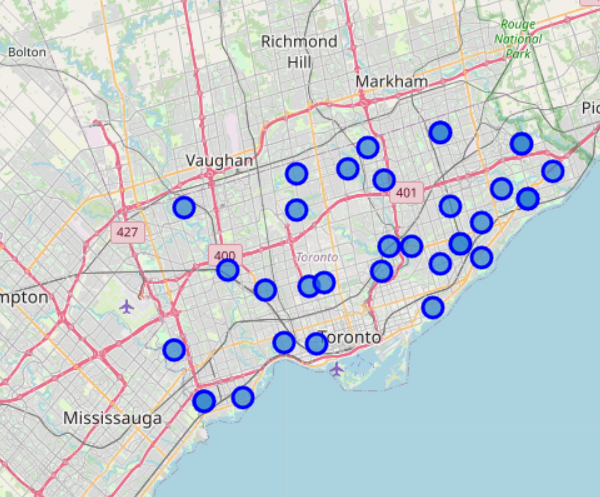 Rouge
National
Park
Richmond
Hill
Bolton
Markham
Pic
Vaughan
401
427
400
Toronto
mpton
Toronto
Mississauga